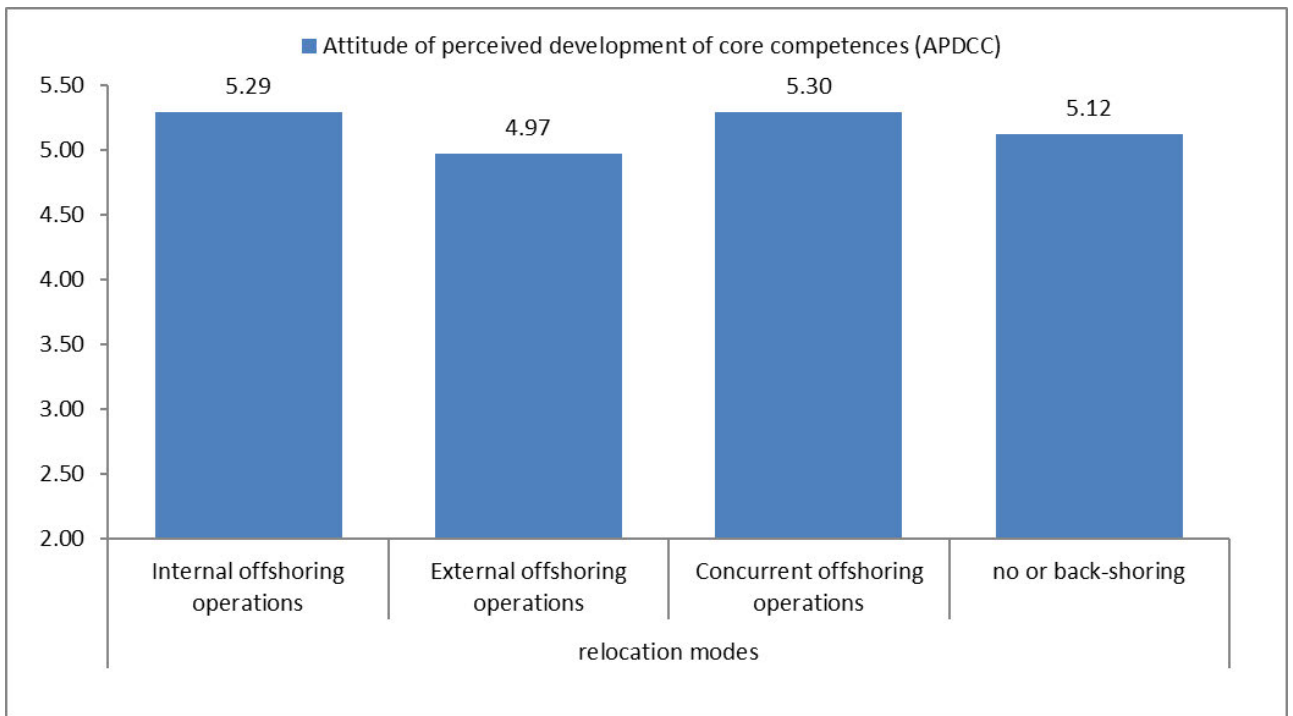 Attitude of perceived development of core competences (APDCC)
5.50
5.00
4.50
4.00
3.50
3.00
2.50
2.00
5.29
4.97
5.30
5.12
Internal offshoring
operations
External offshoring
operations
Concurrent offshoring
operations
no or back-shoring
relocation modes